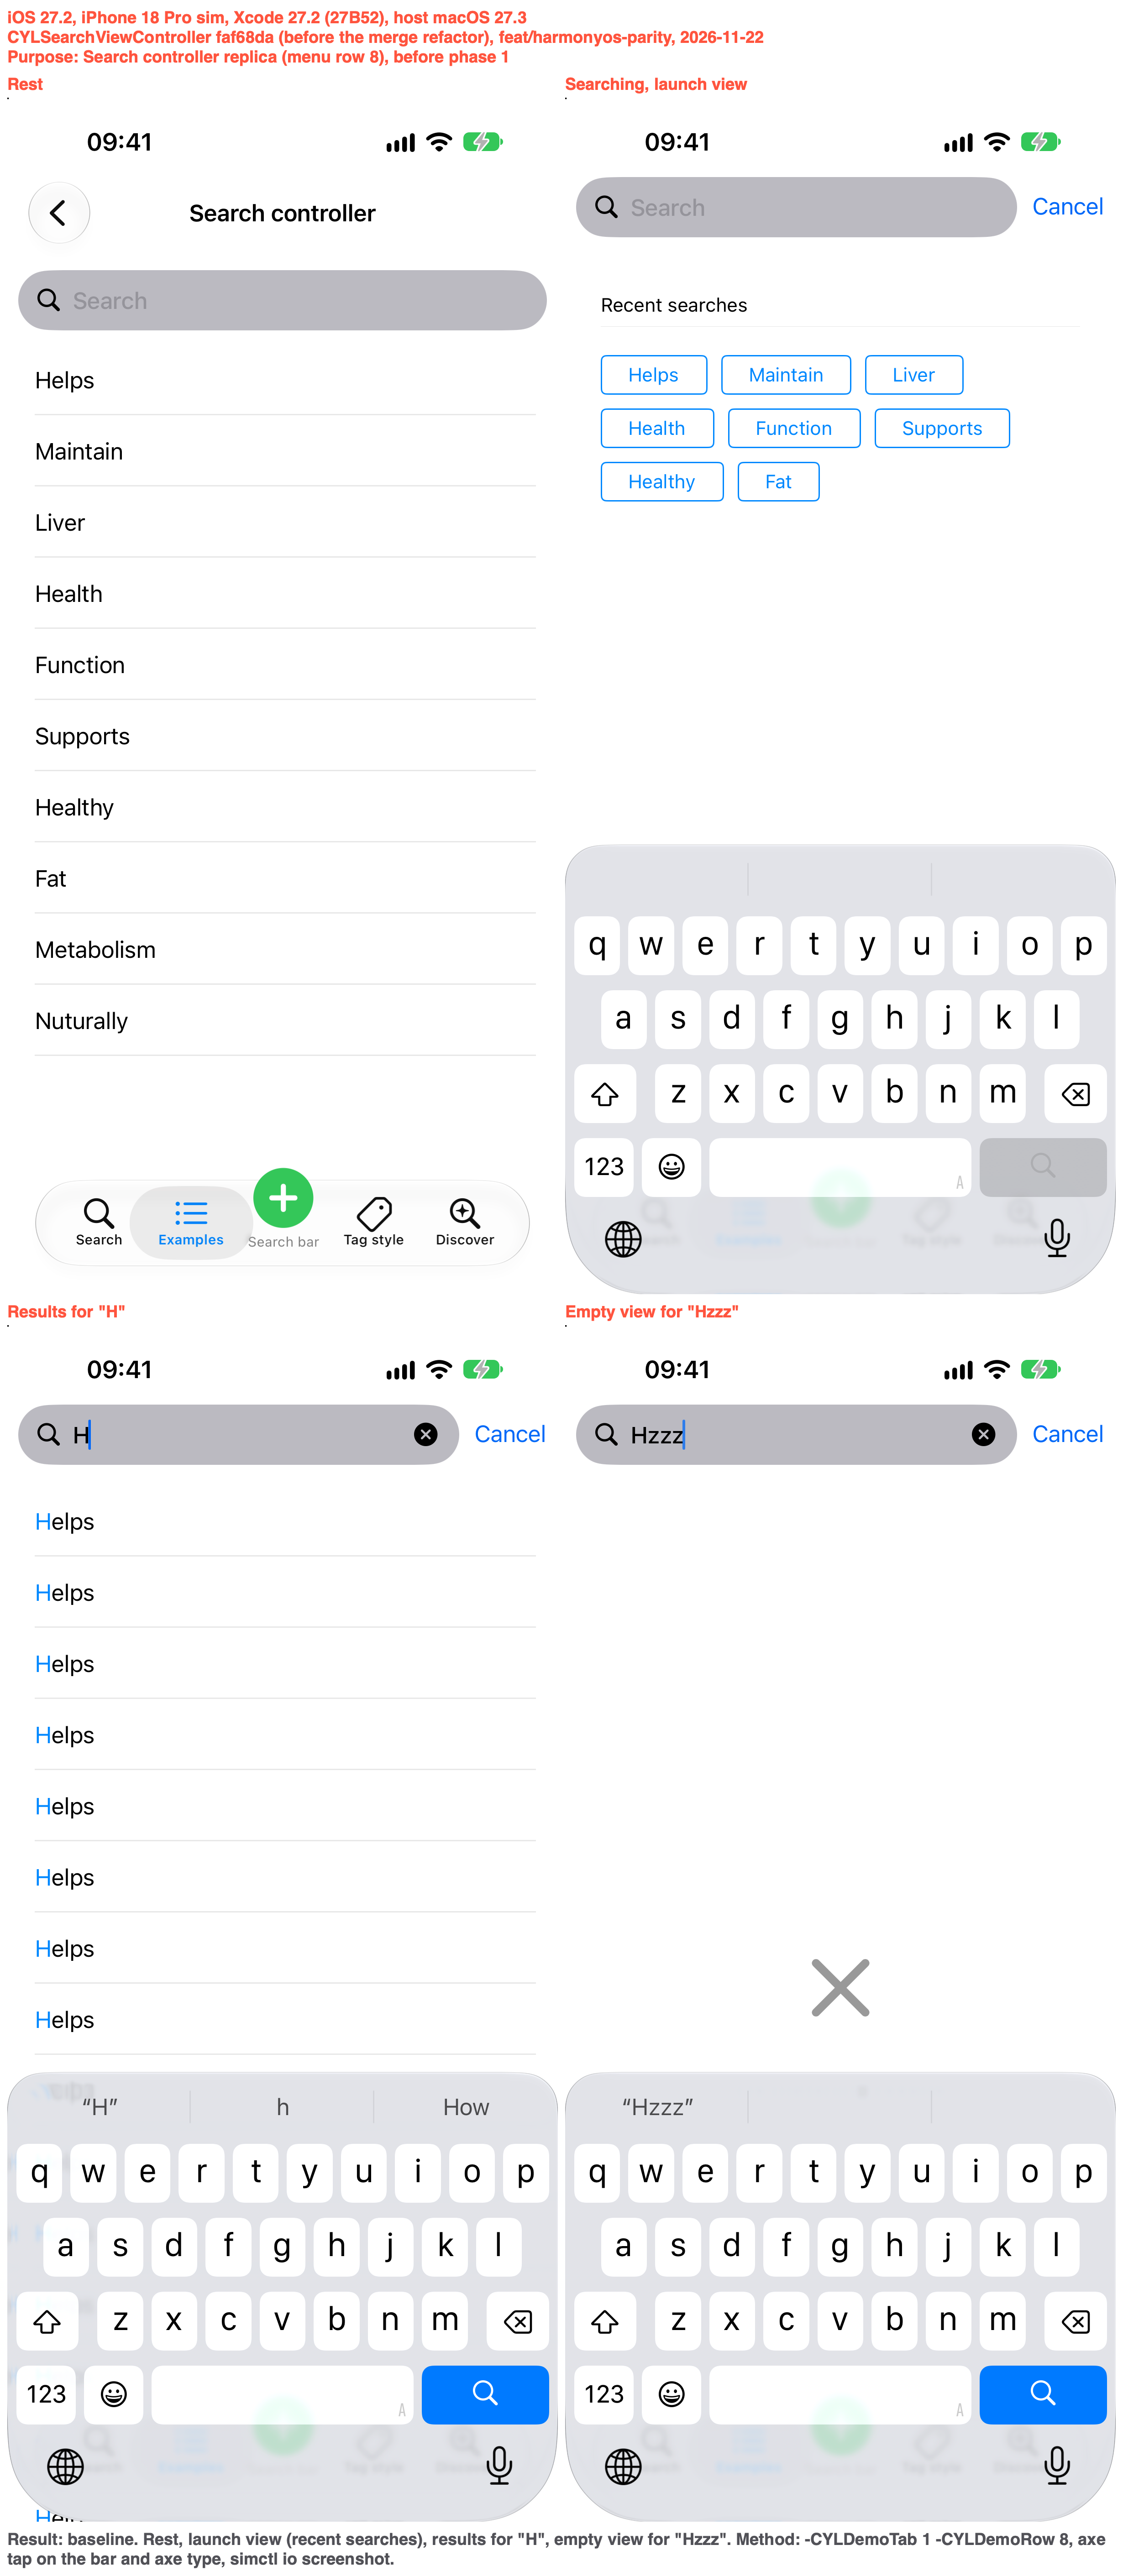 iOS 27.2, iPhone 18 Pro sim, Xcode 27.2 (27B52), host macOS 27.3
CYLSearchViewController faf68da (before the merge refactor), feat/harmonyos-parity, 2026-11-22
Purpose: Search controller replica (menu row 8), before phase 1
Rest
09:41
Search controller
Search
Helps
Maintain
Liver
Health
Function
Supports
Healthy
Fat
Metabolism
Nuturally
Search
Examples
Search bar
Tag style
Discover
Searching, launch view
09:41
Search
Cancel
Recent searches
Helps Maintain Liver
Health Function Supports
Healthy Fat
q w e r t y u i o p
a s d f g h j k l
z x c v b n m
123
A
Results for "H"
09:41
H
Cancel
Helps
Helps
Helps
Helps
Helps
Helps
Helps
Helps
“H” h How
q w e r t y u i o p
a s d f g h j k l
z x c v b n m
123
A
Empty view for "Hzzz"
09:41
Hzzz
Cancel
“Hzzz”
q w e r t y u i o p
a s d f g h j k l
z x c v b n m
123
A
Result: baseline. Rest, launch view (recent searches), results for "H", empty view for "Hzzz". Method: -CYLDemoTab 1 -CYLDemoRow 8, axe
tap on the bar and axe type, simctl io screenshot.